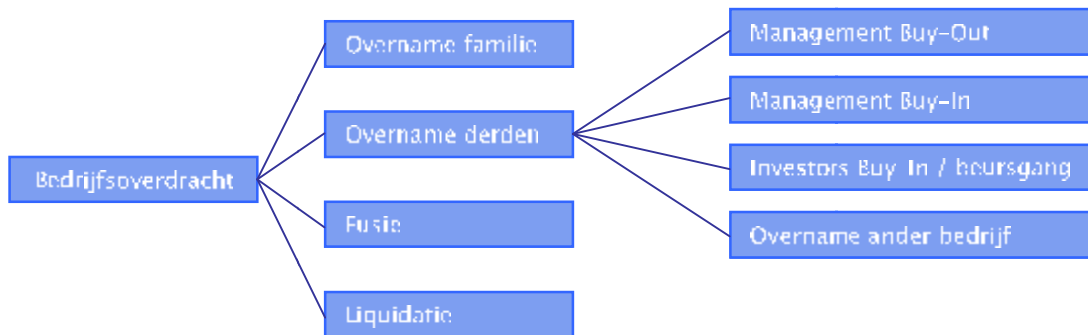 Bedrijfsoverdracht
Overname familie
Overname derden
Fusie
Liquidatie
Management Buy-Out
Management Buy-In
Investors Buy In / beursgang
Overname ander bedrijf